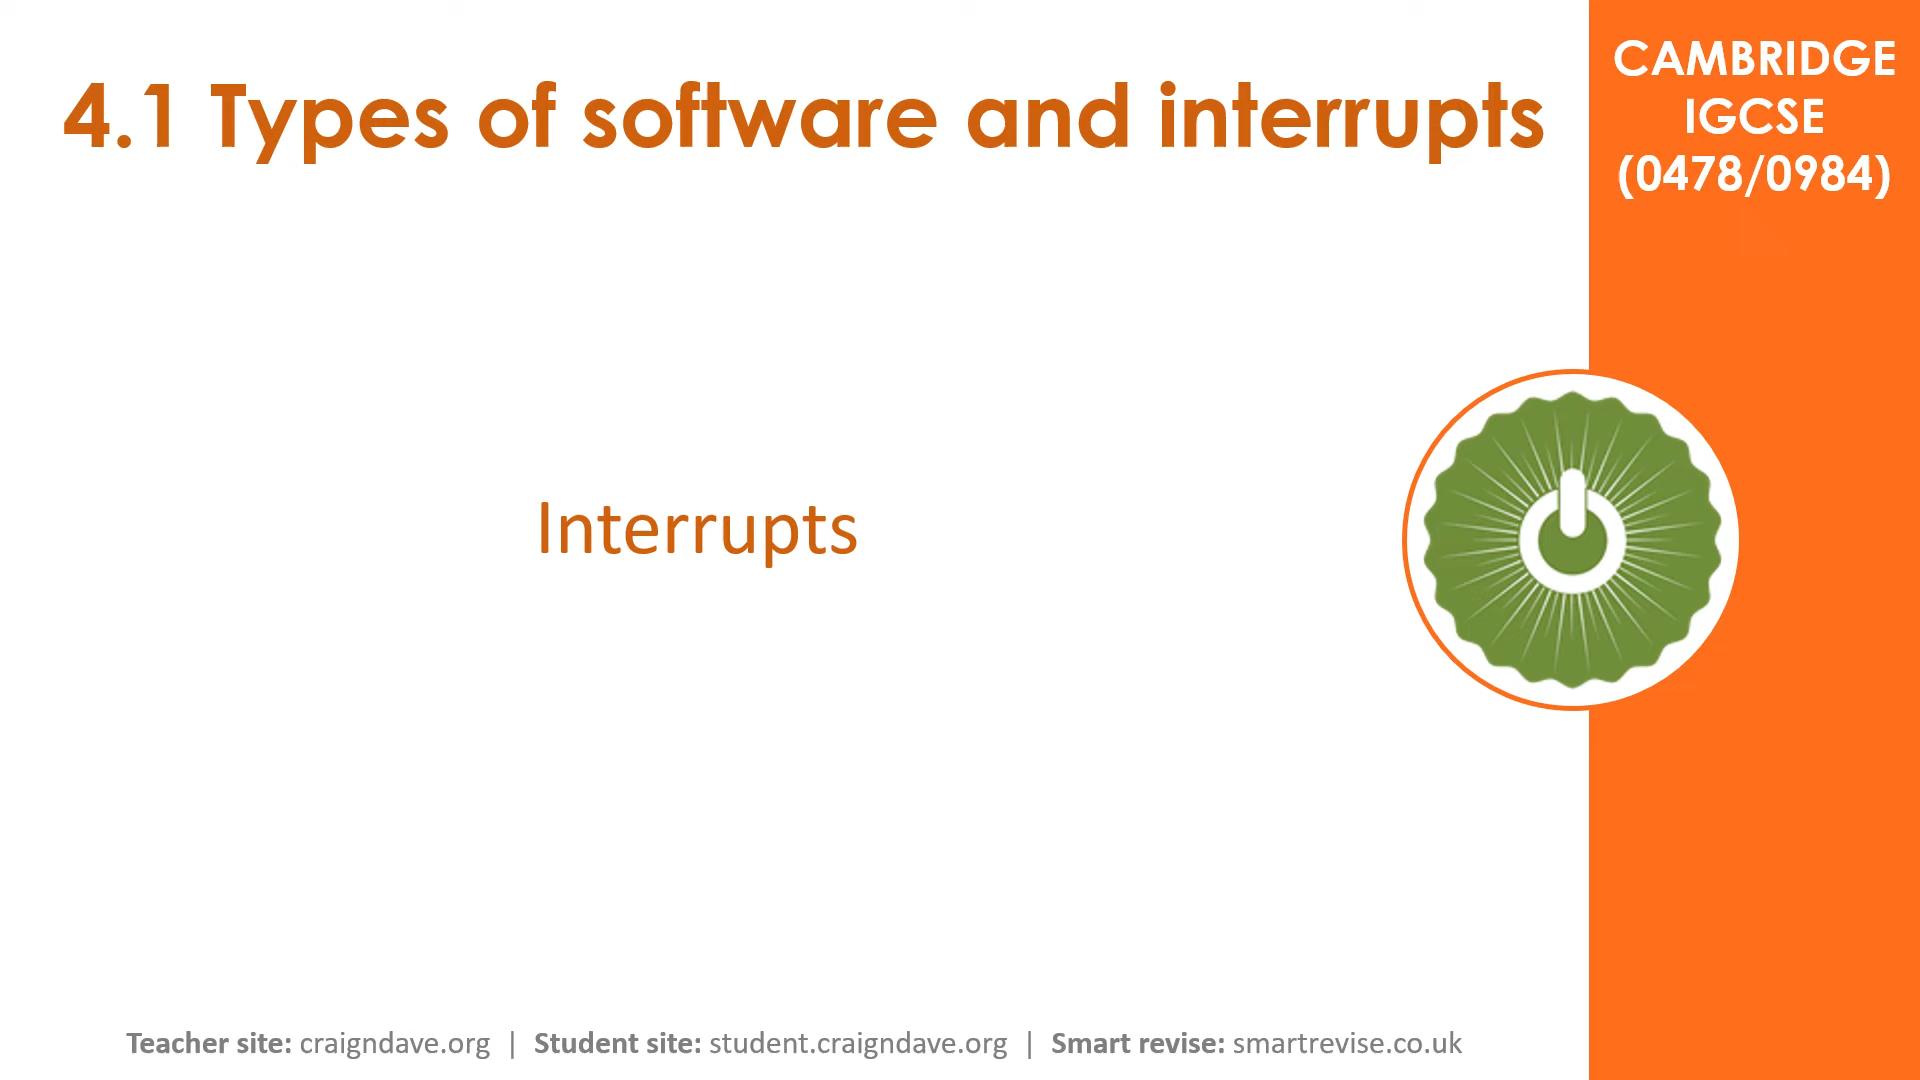 4.1 Types of software and interrupts
CAMBRIDGE
IGCSE
(0478/0984)
Interrupts
Teacher site: craigndave.org | Student site: student.craigndave.org | Smart revise: smartrevise.co.uk